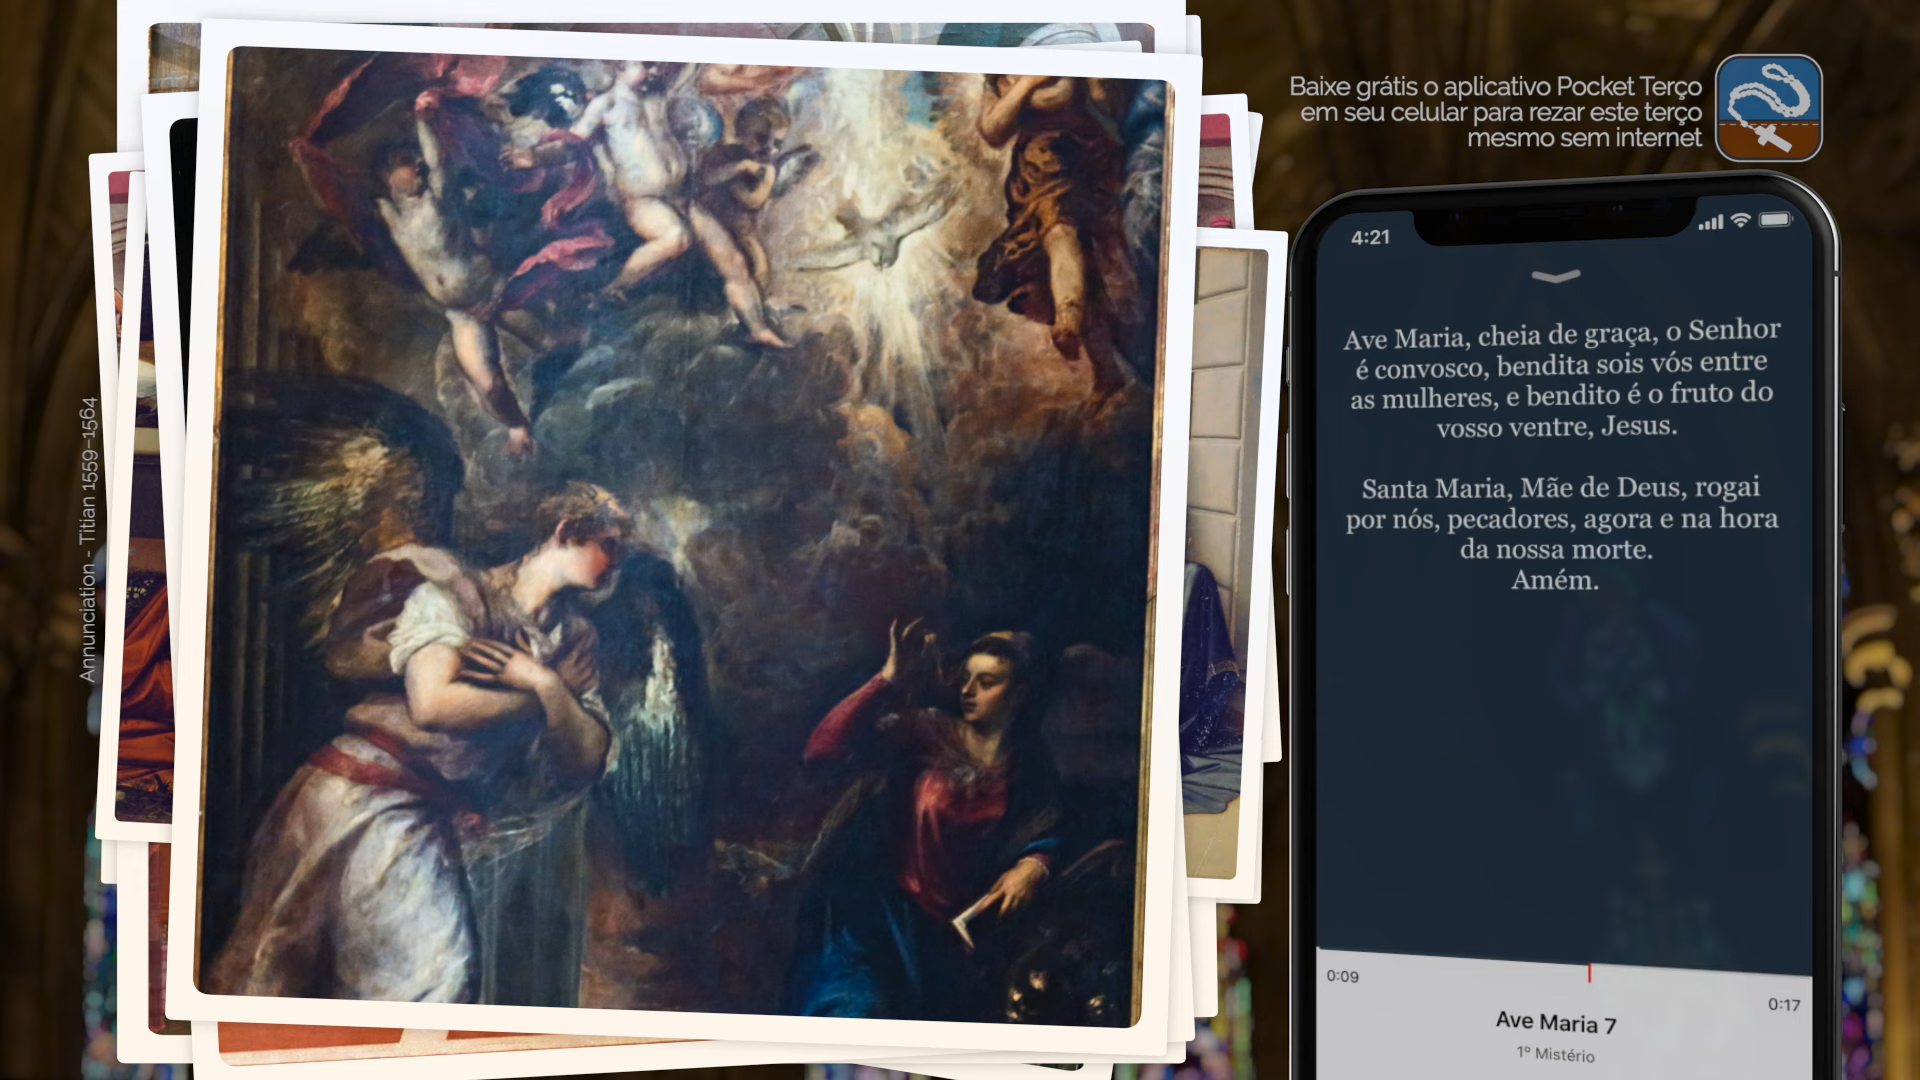 Annunciation - Titian 1559-1564
Baixe grátis o aplicativo Pocket Terço
em seu celular para rezar este terço
mesmo sem internet
4:21
Ave Maria, cheia de graça, o Senhor
é convosco, bendita sois vós entre
as mulheres, e bendito é o fruto do
vosso ventre, Jesus.
Santa Maria, Mãe de Deus, rogai
por nós, pecadores, agora e na hora
da nossa morte.
Amém.
0:09
0:17
Ave Maria 7
1º Mistério